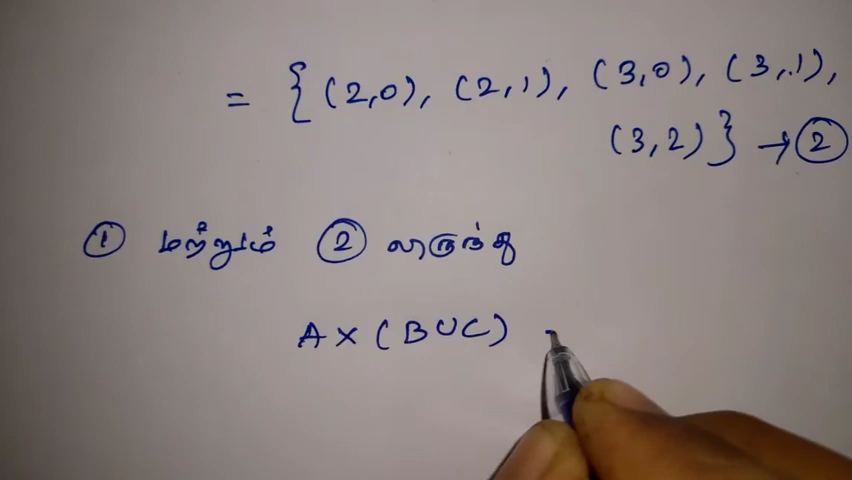 = {(2,0), (2,1), (3,0), (3,1),
(3,2)} → ②
① மற்றும் ② லிருந்து
A × (B ∪ C)